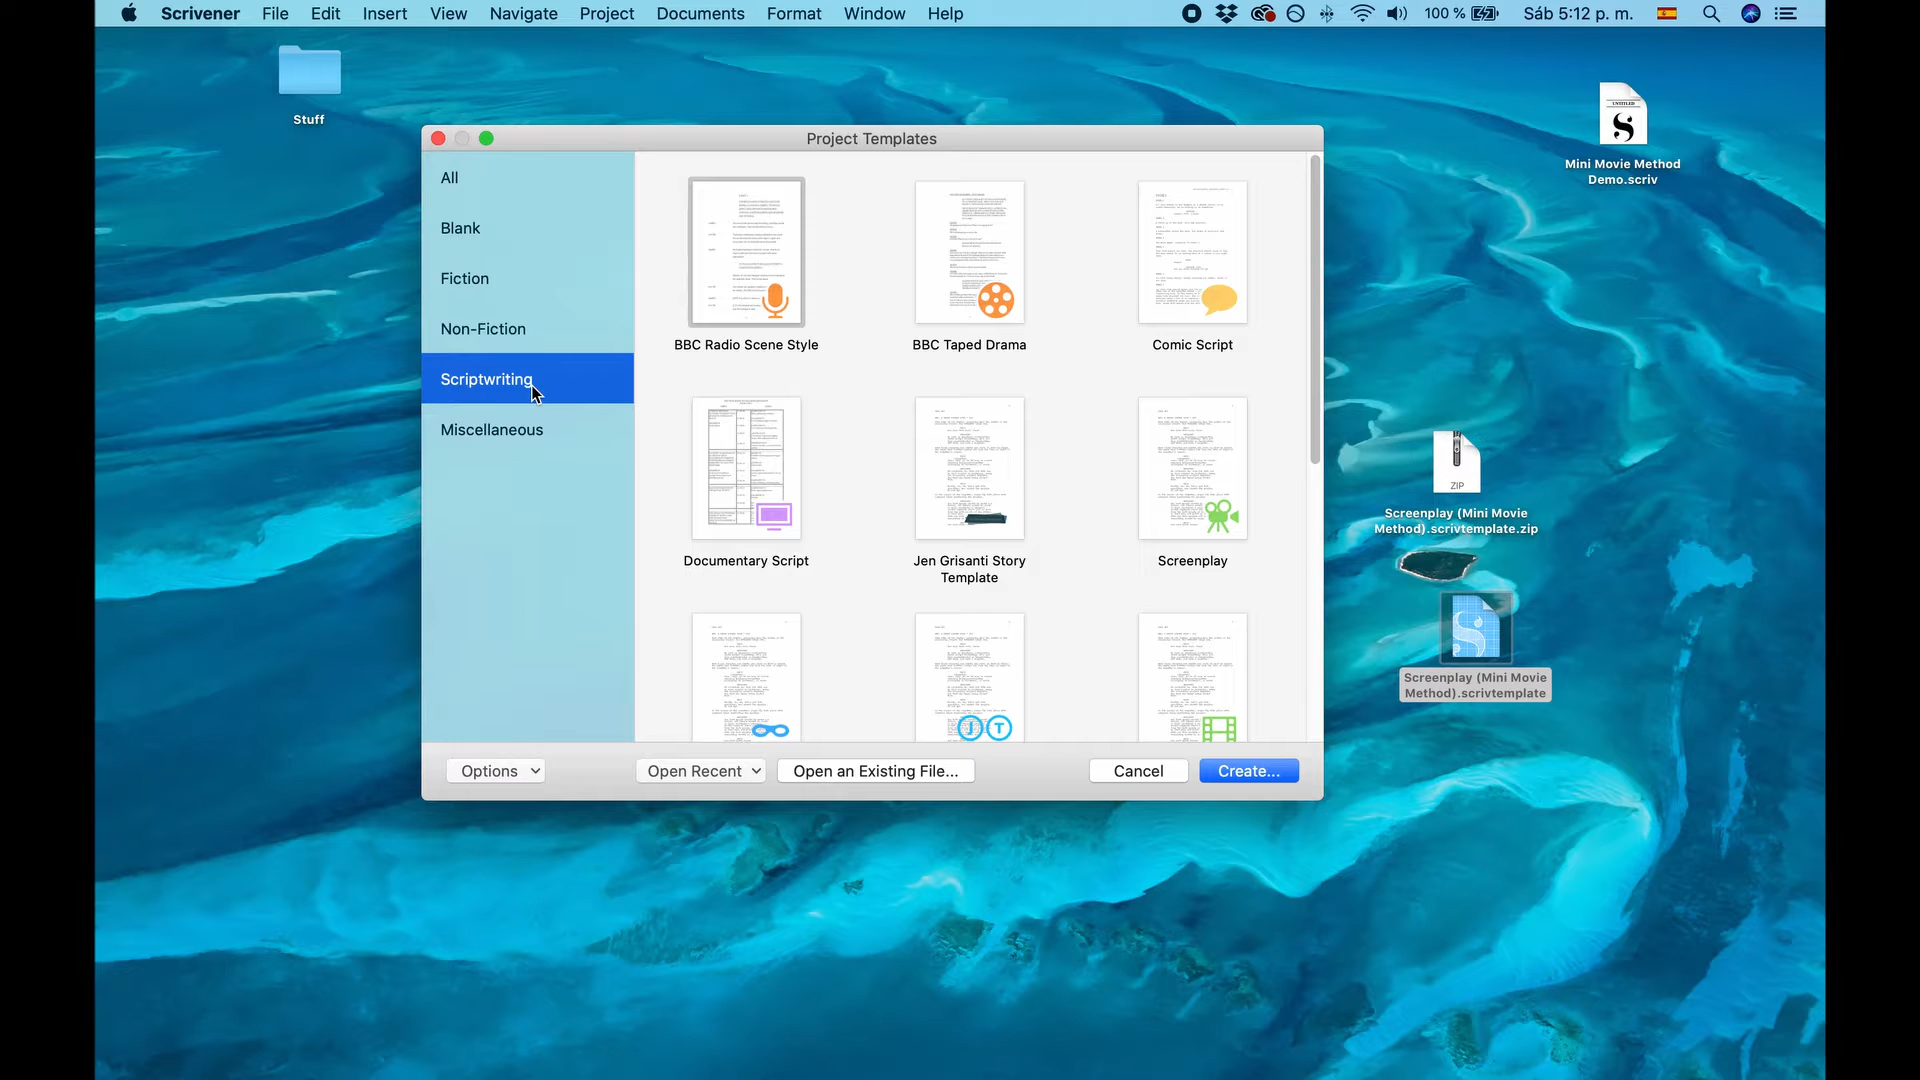 Scrivener File Edit Insert View Navigate Project Documents Format Window Help
100 % Sáb 5:12 p. m.
Stuff
UNTITLED
S
Mini Movie Method
Demo.scriv
Project Templates
All
Blank
Fiction
Non-Fiction
Scriptwriting
Miscellaneous
BBC Radio Scene Style
BBC Taped Drama
Comic Script
Documentary Script
Jen Grisanti Story
Template
Screenplay
J T
ZIP
Screenplay (Mini Movie
Method).scrivtemplate.zip
S
Screenplay (Mini Movie
Method).scrivtemplate
Options
Open Recent
Open an Existing File...
Cancel
Create...